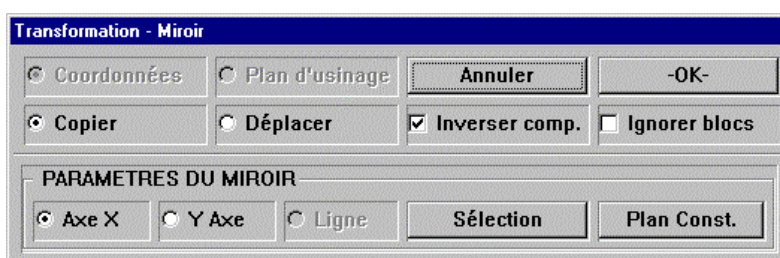 Transformation - Miroir
Coordonnées Plan d'usinage Annuler -OK-
Copier Déplacer Inverser comp. Ignorer blocs
PARAMETRES DU MIROIR
Axe X Y Axe Ligne Sélection Plan Const.